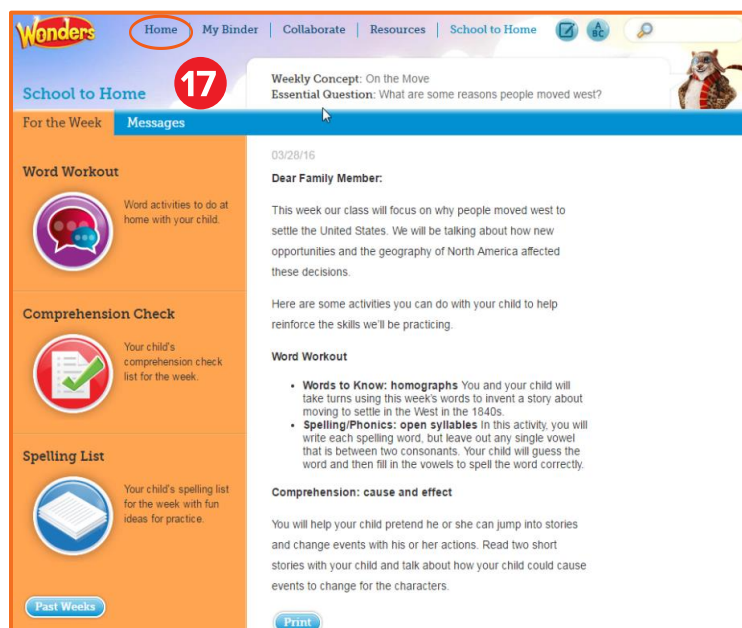 Wonders
Home | My Binder | Collaborate | Resources | School to Home
A
BC
School to Home
17
Weekly Concept: On the Move
Essential Question: What are some reasons people moved west?
For the Week
Messages
Word Workout
Word activities to do at
home with your child.
Comprehension Check
Your child's
comprehension check
list for the week.
Spelling List
Your child's spelling list
for the week with fun
ideas for practice.
Past Weeks
03/28/16
Dear Family Member:
This week our class will focus on why people moved west to
settle the United States. We will be talking about how new
opportunities and the geography of North America affected
these decisions.
Here are some activities you can do with your child to help
reinforce the skills we'll be practicing.
Word Workout
• Words to Know: homographs You and your child will
take turns using this week's words to invent a story about
moving to settle in the West in the 1840s.
• Spelling/Phonics: open syllables In this activity, you will
write each spelling word, but leave out any single vowel
that is between two consonants. Your child will guess the
word and then fill in the vowels to spell the word correctly.
Comprehension: cause and effect
You will help your child pretend he or she can jump into stories
and change events with his or her actions. Read two short
stories with your child and talk about how your child could cause
events to change for the characters.
Print